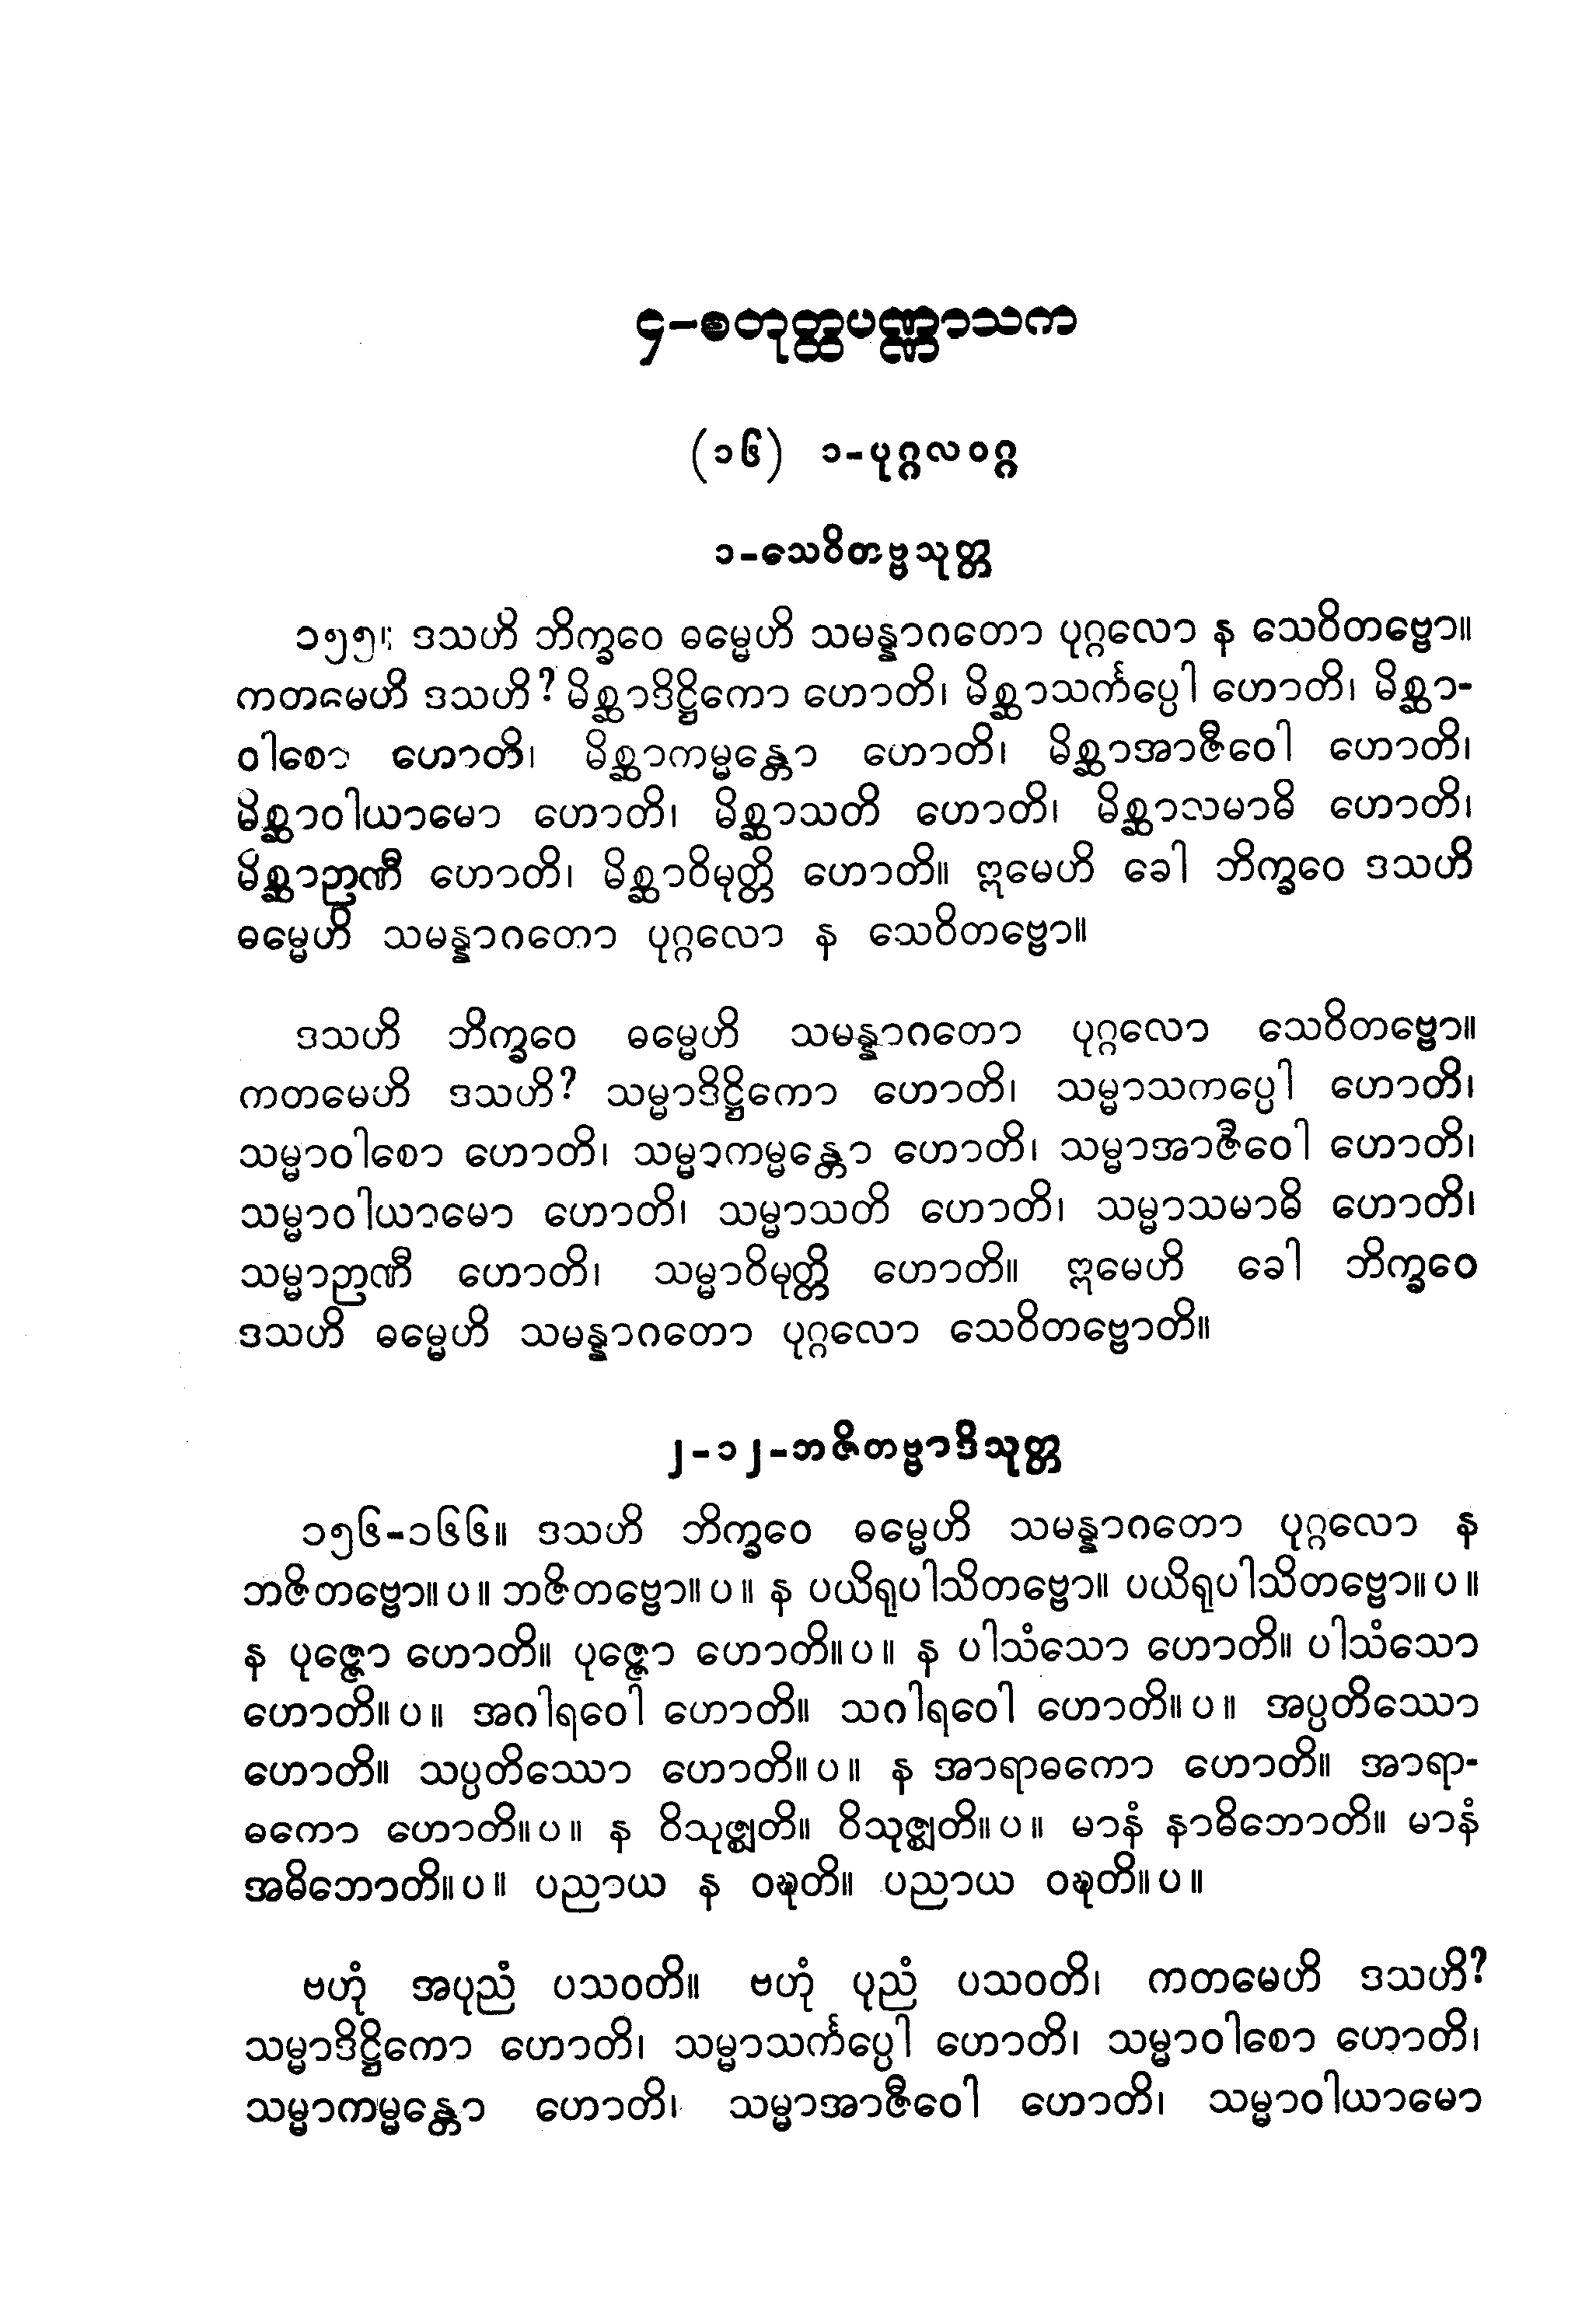 ၄-စတုတ္ထပဏ္ဏာသက
(၁၆) ၁-ပုဂ္ဂလဝဂ္ဂ
၁-သေဝိတဗ္ဗသုတ္တ
၁၅၅။ ဒသဟိ ဘိက္ခဝေ ဓမ္မေဟိ သမန္နာဂတော ပုဂ္ဂလော န သေဝိတဗ္ဗော။
ကတမေဟိ ဒသဟိ? မိစ္ဆာဒိဋ္ဌိကော ဟောတိ၊ မိစ္ဆာသင်္ကပ္ပေါ ဟောတိ၊ မိစ္ဆာ-
ဝါစော ဟောတိ၊ မိစ္ဆာကမ္မန္တော ဟောတိ၊ မိစ္ဆာအာဇီဝေါ ဟောတိ၊
မိစ္ဆာဝါယာမော ဟောတိ၊ မိစ္ဆာသတိ ဟောတိ၊ မိစ္ဆာသမာဓိ ဟောတိ၊
မိစ္ဆာဉာဏီ ဟောတိ၊ မိစ္ဆာဝိမုတ္တိ ဟောတိ။ ဣမေဟိ ခေါ ဘိက္ခဝေ ဒသဟိ
ဓမ္မေဟိ သမန္နာဂတော ပုဂ္ဂလော န သေဝိတဗ္ဗော။
ဒသဟိ ဘိက္ခဝေ ဓမ္မေဟိ သမန္နာဂတော ပုဂ္ဂလော သေဝိတဗ္ဗော။
ကတမေဟိ ဒသဟိ? သမ္မာဒိဋ္ဌိကော ဟောတိ၊ သမ္မာသကပ္ပေါ ဟောတိ၊
သမ္မာဝါစော ဟောတိ၊ သမ္မာကမ္မန္တော ဟောတိ၊ သမ္မာအာဇီဝေါ ဟောတိ၊
သမ္မာဝါယာမော ဟောတိ၊ သမ္မာသတိ ဟောတိ၊ သမ္မာသမာဓိ ဟောတိ၊
သမ္မာဉာဏီ ဟောတိ၊ သမ္မာဝိမုတ္တိ ဟောတိ။ ဣမေဟိ ခေါ ဘိက္ခဝေ
ဒသဟိ ဓမ္မေဟိ သမန္နာဂတော ပုဂ္ဂလော သေဝိတဗ္ဗောတိ။
၂-၁၂-ဘဇိတဗ္ဗာဒိသုတ္တ
၁၅၆-၁၆၆။ ဒသဟိ ဘိက္ခဝေ ဓမ္မေဟိ သမန္နာဂတော ပုဂ္ဂလော န
ဘဇိတဗ္ဗော။ပ။ ဘဇိတဗ္ဗော။ပ။ န ပယိရုပါသိတဗ္ဗော။ ပယိရုပါသိတဗ္ဗော။ပ။
န ပုဇ္ဇော ဟောတိ။ ပုဇ္ဇော ဟောတိ။ပ။ န ပါသံသော ဟောတိ။ ပါသံသော
ဟောတိ။ပ။ အဂါရဝေါ ဟောတိ။ သဂါရဝေါ ဟောတိ။ပ။ အပ္ပတိဿော
ဟောတိ။ သပ္ပတိဿော ဟောတိ။ပ။ န အာရာဓကော ဟောတိ။ အာရာ-
ဓကော ဟောတိ။ပ။ န ဝိသုဇ္ဈတိ။ ဝိသုဇ္ဈတိ။ပ။ မာနံ နာဓိဘောတိ။ မာနံ
အဓိဘောတိ။ပ။ ပညာယ န ဝဍ္ဎတိ။ ပညာယ ဝဍ္ဎတိ။ပ။
ဗဟုံ အပုညံ ပသဝတိ။ ဗဟုံ ပုညံ ပသဝတိ၊ ကတမေဟိ ဒသဟိ?
သမ္မာဒိဋ္ဌိကော ဟောတိ၊ သမ္မာသင်္ကပ္ပေါ ဟောတိ၊ သမ္မာဝါစော ဟောတိ၊
သမ္မာကမ္မန္တော ဟောတိ၊ သမ္မာအာဇီဝေါ ဟောတိ၊ သမ္မာဝါယာမော